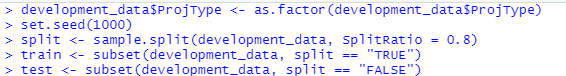 > development_data$ProjType <- as.factor(development_data$ProjType)
> set.seed(1000)
> split <- sample.split(development_data, SplitRatio = 0.8)
> train <- subset(development_data, split == "TRUE")
> test <- subset(development_data, split == "FALSE")